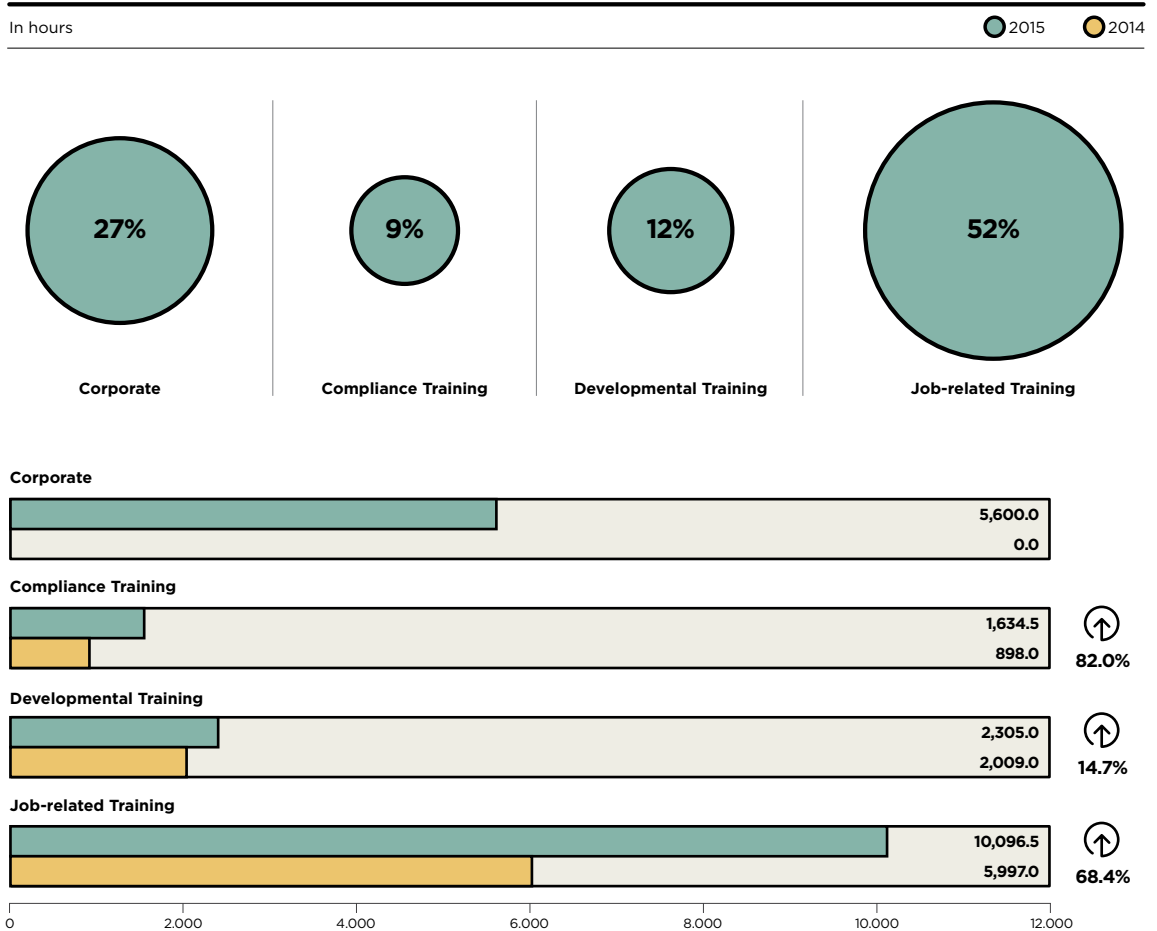 In hours
2015
2014
27%
9%
12%
52%
Corporate
Compliance Training
Developmental Training
Job-related Training
Corporate
5,600.0
0.0
Compliance Training
1,634.5
898.0
82.0%
Developmental Training
2,305.0
2,009.0
14.7%
Job-related Training
10,096.5
5,997.0
68.4%
0
2.000
4.000
6.000
8.000
10.000
12.000